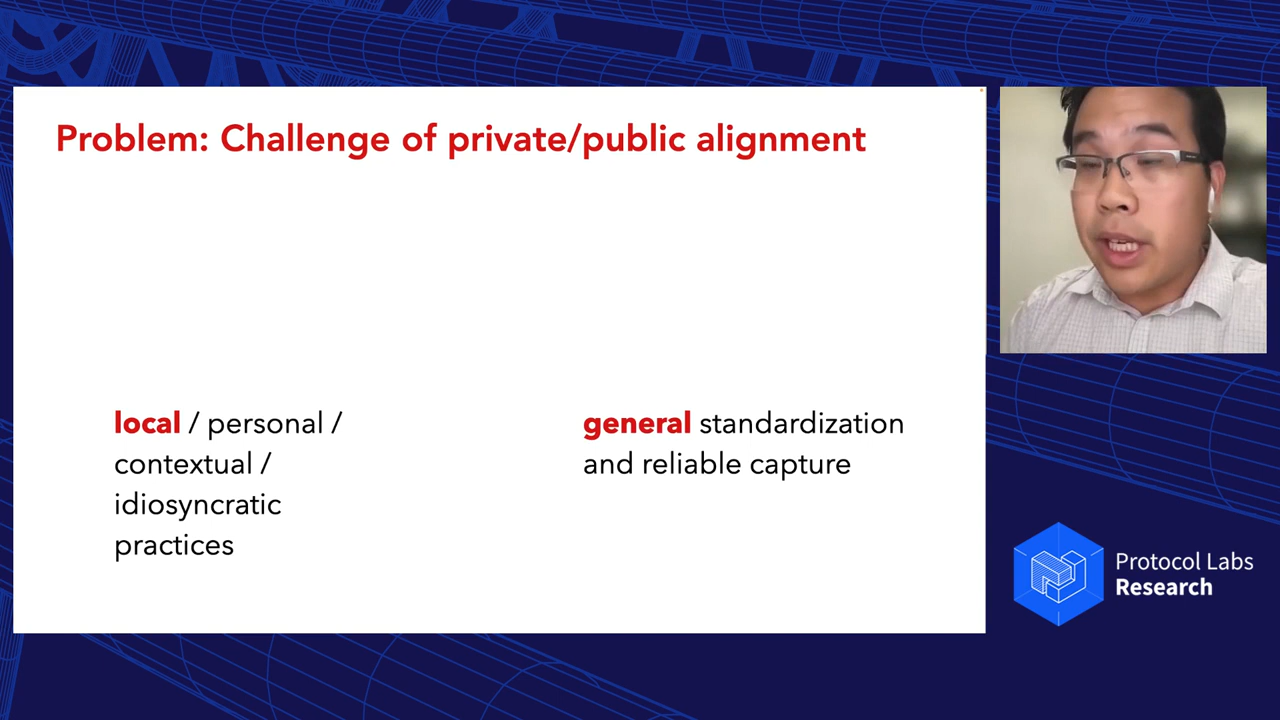 Problem: Challenge of private/public alignment
local / personal /
contextual /
idiosyncratic
practices
general standardization
and reliable capture
Protocol Labs
Research